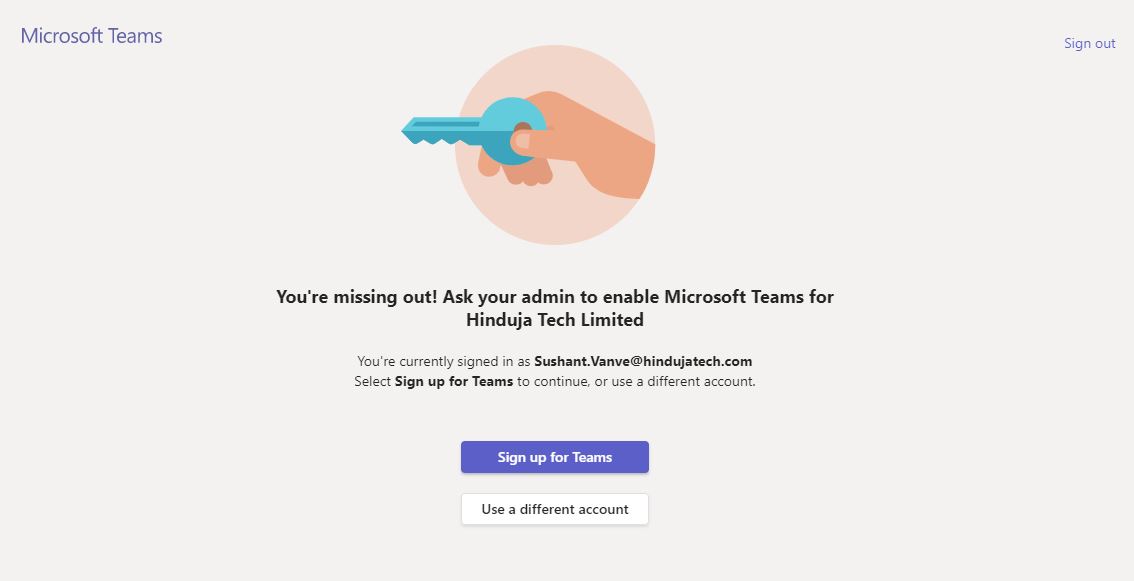 Microsoft Teams
Sign out
You're missing out! Ask your admin to enable Microsoft Teams for
Hinduja Tech Limited
You're currently signed in as Sushant.Vanve@hindujatech.com
Select Sign up for Teams to continue, or use a different account.
Sign up for Teams
Use a different account